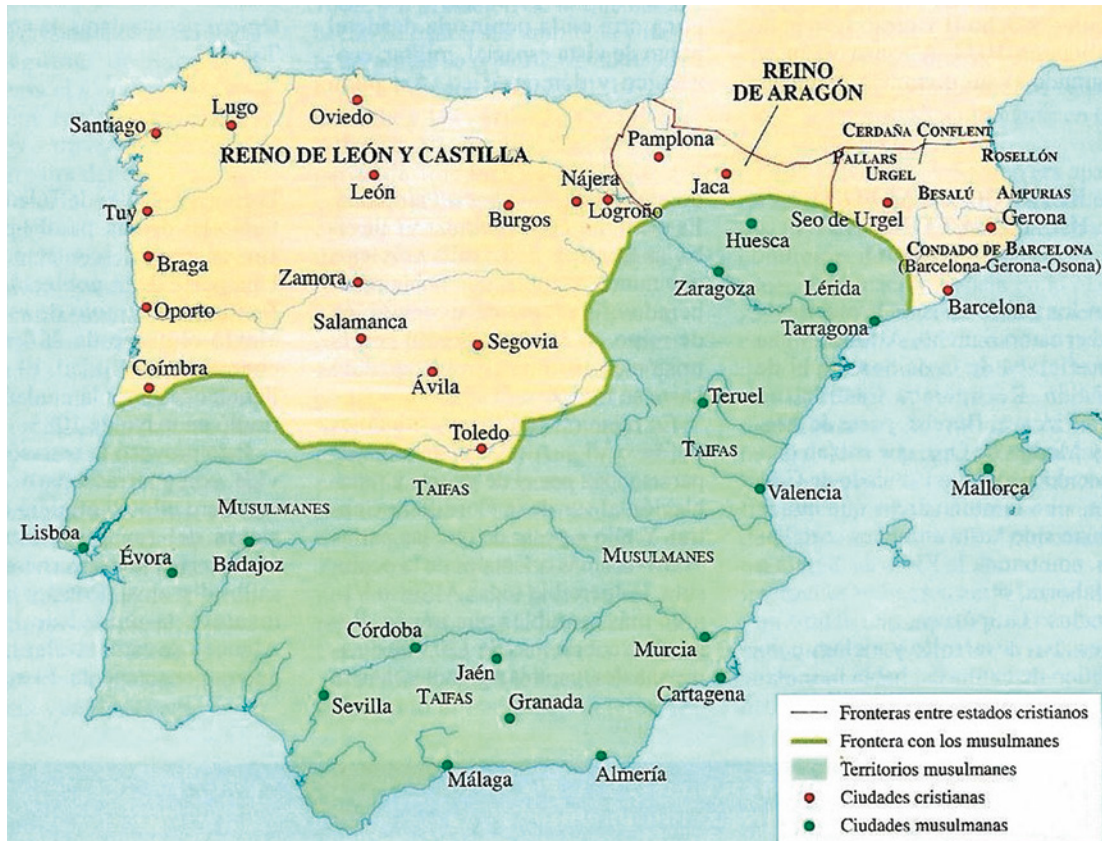 REINO
DE ARAGÓN
Oviedo
Lugo
Santiago
Pamplona
CERDAÑA CONFLENT
REINO DE LEÓN Y CASTILLA
PALLARS
ROSELLÓN
URGEL
León
Nájera
Jaca
BESALÚ
AMPURIAS
Tuy
Burgos
Logroño
Seo de Urgel
Gerona
Huesca
CONDADO DE BARCELONA
(Barcelona-Gerona-Osona)
Braga
Zamora
Zaragoza
Lérida
Oporto
Barcelona
Salamanca
Segovia
Tarragona
Coímbra
Ávila
Teruel
Toledo
TAIFAS
TAIFAS
Valencia
Mallorca
MUSULMANES
Lisboa
Évora
Badajoz
MUSULMANES
Córdoba
Murcia
Jaén
Sevilla
TAIFAS
Granada
Cartagena
Málaga
Almería
Fronteras entre estados cristianos
Frontera con los musulmanes
Territorios musulmanes
Ciudades cristianas
Ciudades musulmanas